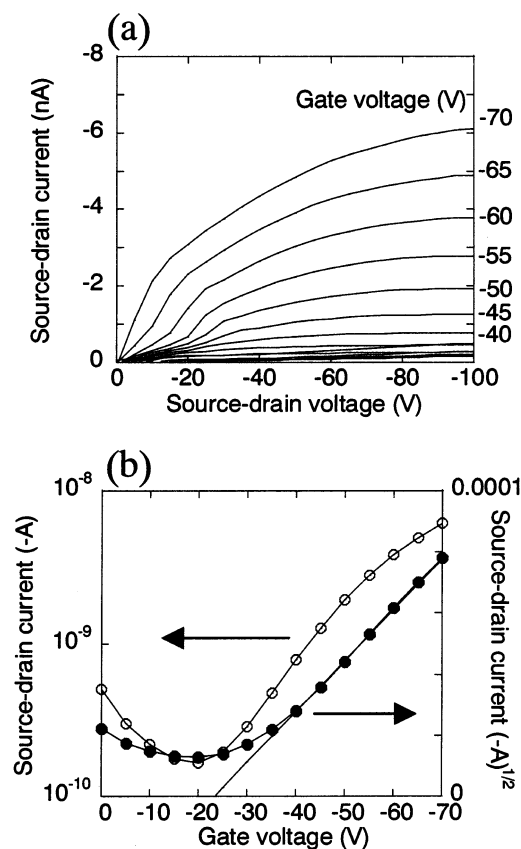 (a)
Source-drain current (nA)
-8
-6
-4
-2
0
Gate voltage (V)
-70
-65
-60
-55
-50
-45
-40
0 -20 -40 -60 -80 -100
Source-drain voltage (V)
(b)
Source-drain current (-A)
10-8
10-9
10-10
0.0001
0
Source-drain current (-A)1/2
0 -10 -20 -30 -40 -50 -60 -70
Gate voltage (V)